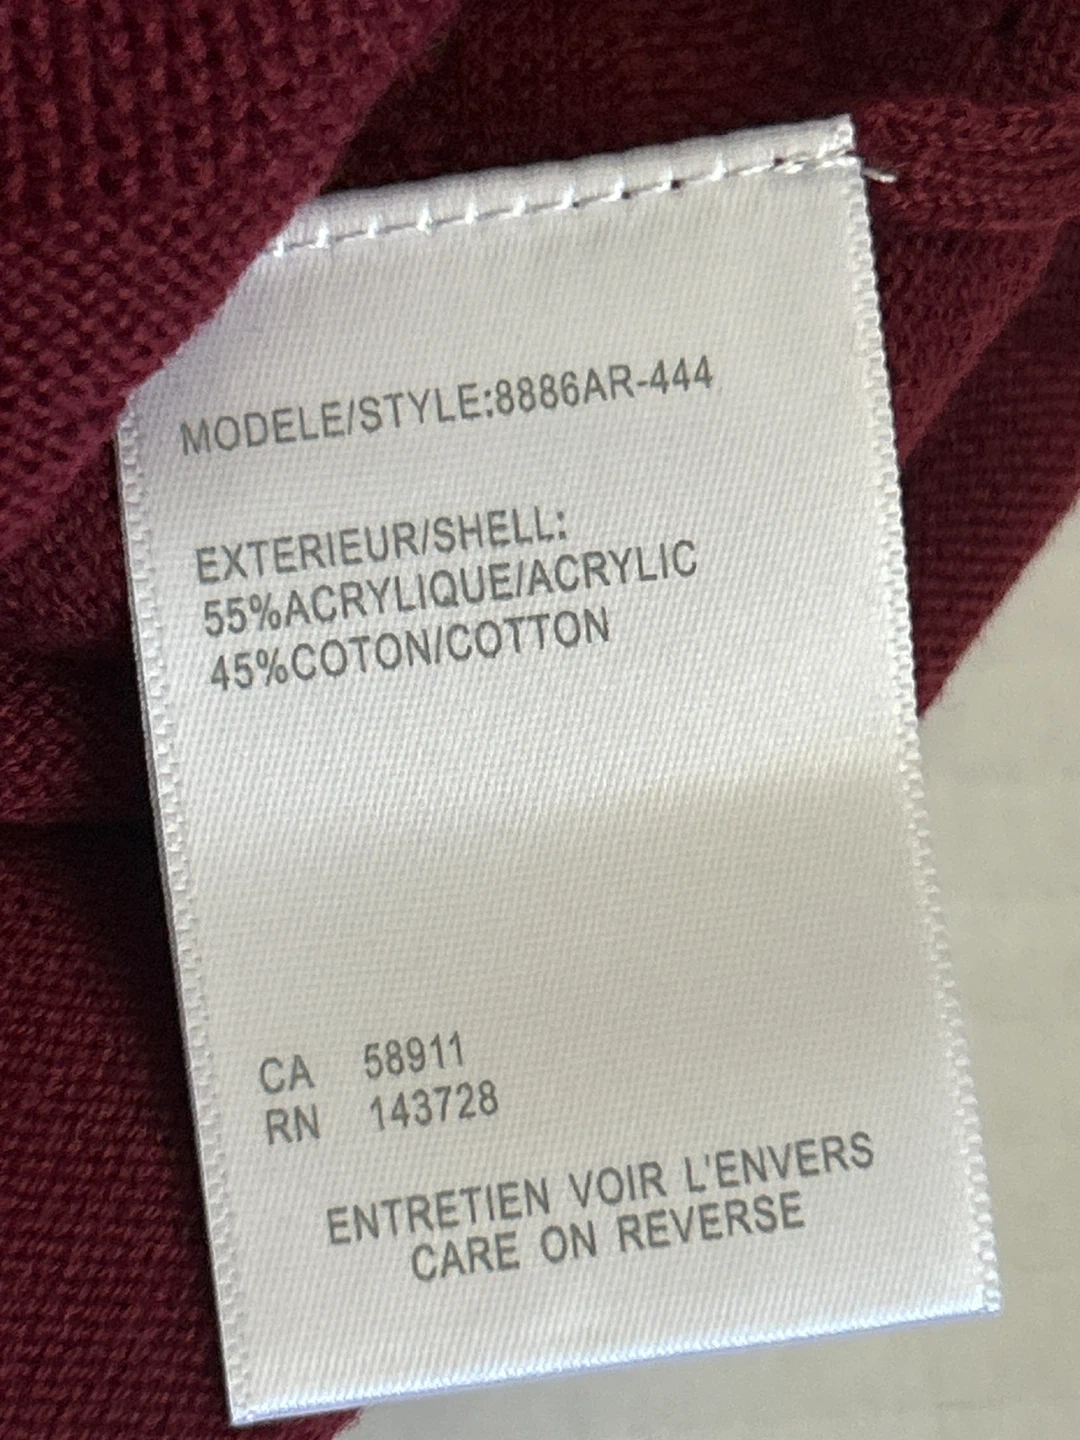 MODELE/STYLE:8886AR-444
EXTERIEUR/SHELL:
55%ACRYLIQUE/ACRYLIC
45%COTON/COTTON
CA 58911
RN 143728
ENTRETIEN VOIR L'ENVERS
CARE ON REVERSE